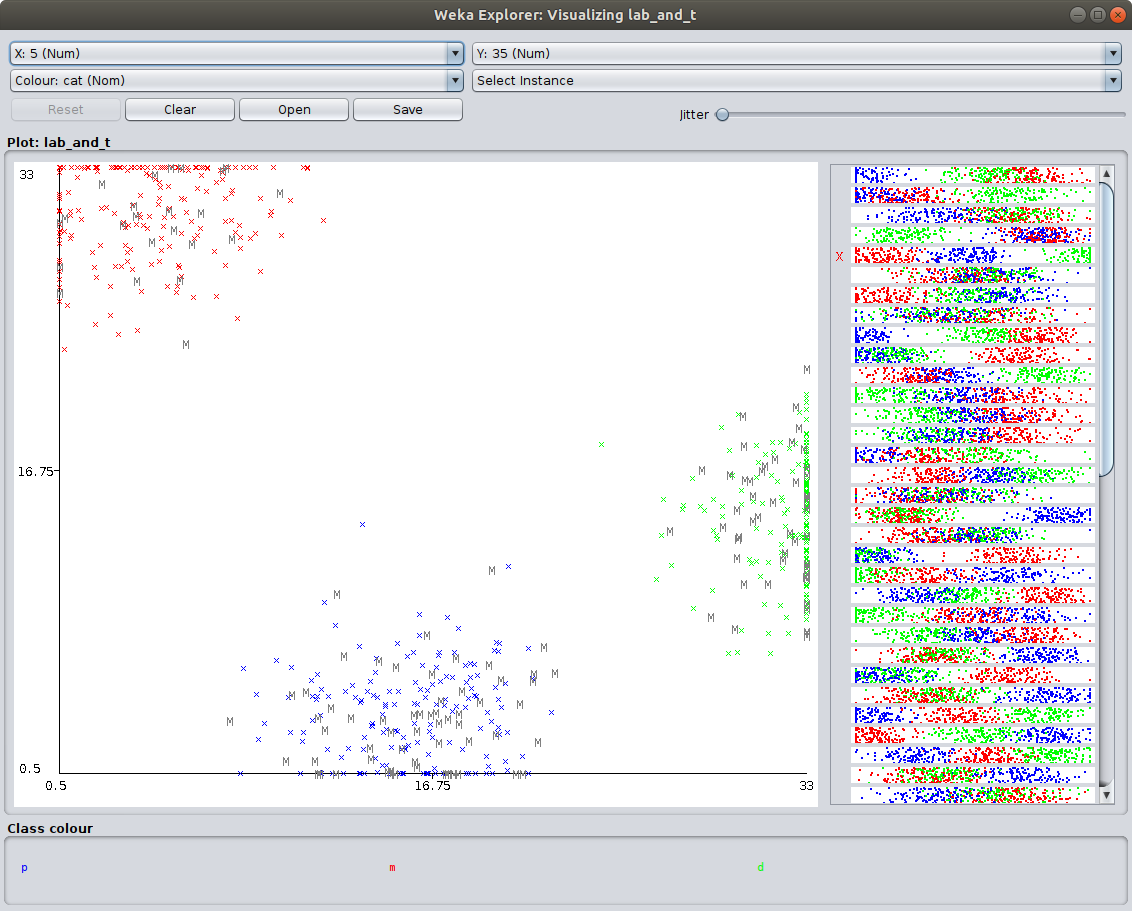 Weka Explorer: Visualizing lab_and_t
X: 5 (Num) Y: 35 (Num)
Colour: cat (Nom) Select Instance
Reset Clear Open Save Jitter
Plot: lab_and_t
33
16.75
0.5
0.5 16.75 33
X
Class colour
p m d